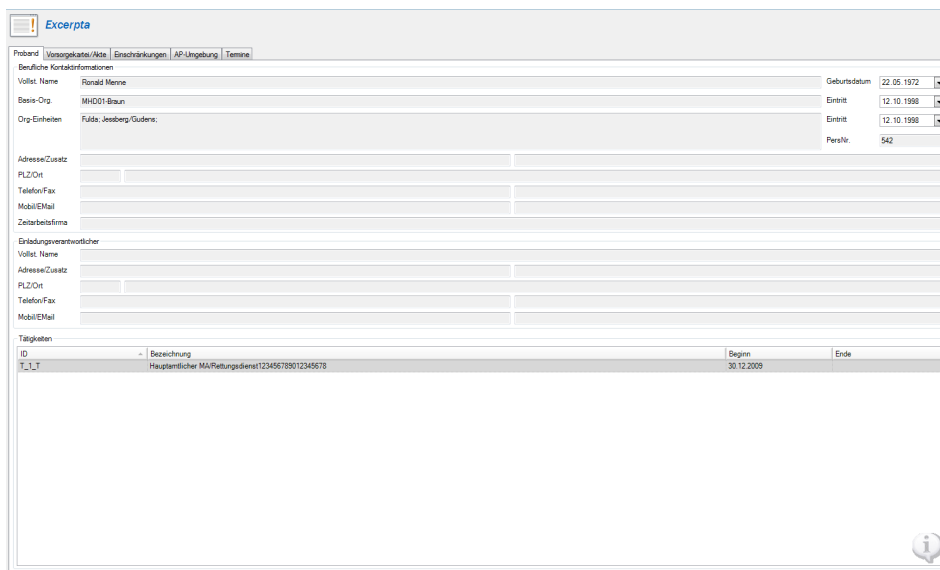 Excerpta
Proband Vorsorgekartei/Akte Einschränkungen AP-Umgebung Termine
Berufliche Kontaktinformationen
Vollst. Name Ronald Menne Geburtsdatum 22.05.1972
Basis-Org. MHD01-Braun Eintritt 12.10.1998
Org-Einheiten Fulda; Jessberg/Gudens; Eintritt 12.10.1998
PersNr. 542
Adresse/Zusatz
PLZ/Ort
Telefon/Fax
Mobil/EMail
Zeitarbeitsfirma
Einladungsverantwortlicher
Vollst. Name
Adresse/Zusatz
PLZ/Ort
Telefon/Fax
Mobil/EMail
Tätigkeiten
ID Bezeichnung Beginn Ende
T_1_T Hauptamtlicher MA/Rettungsdienst123456789012345678 30.12.2009